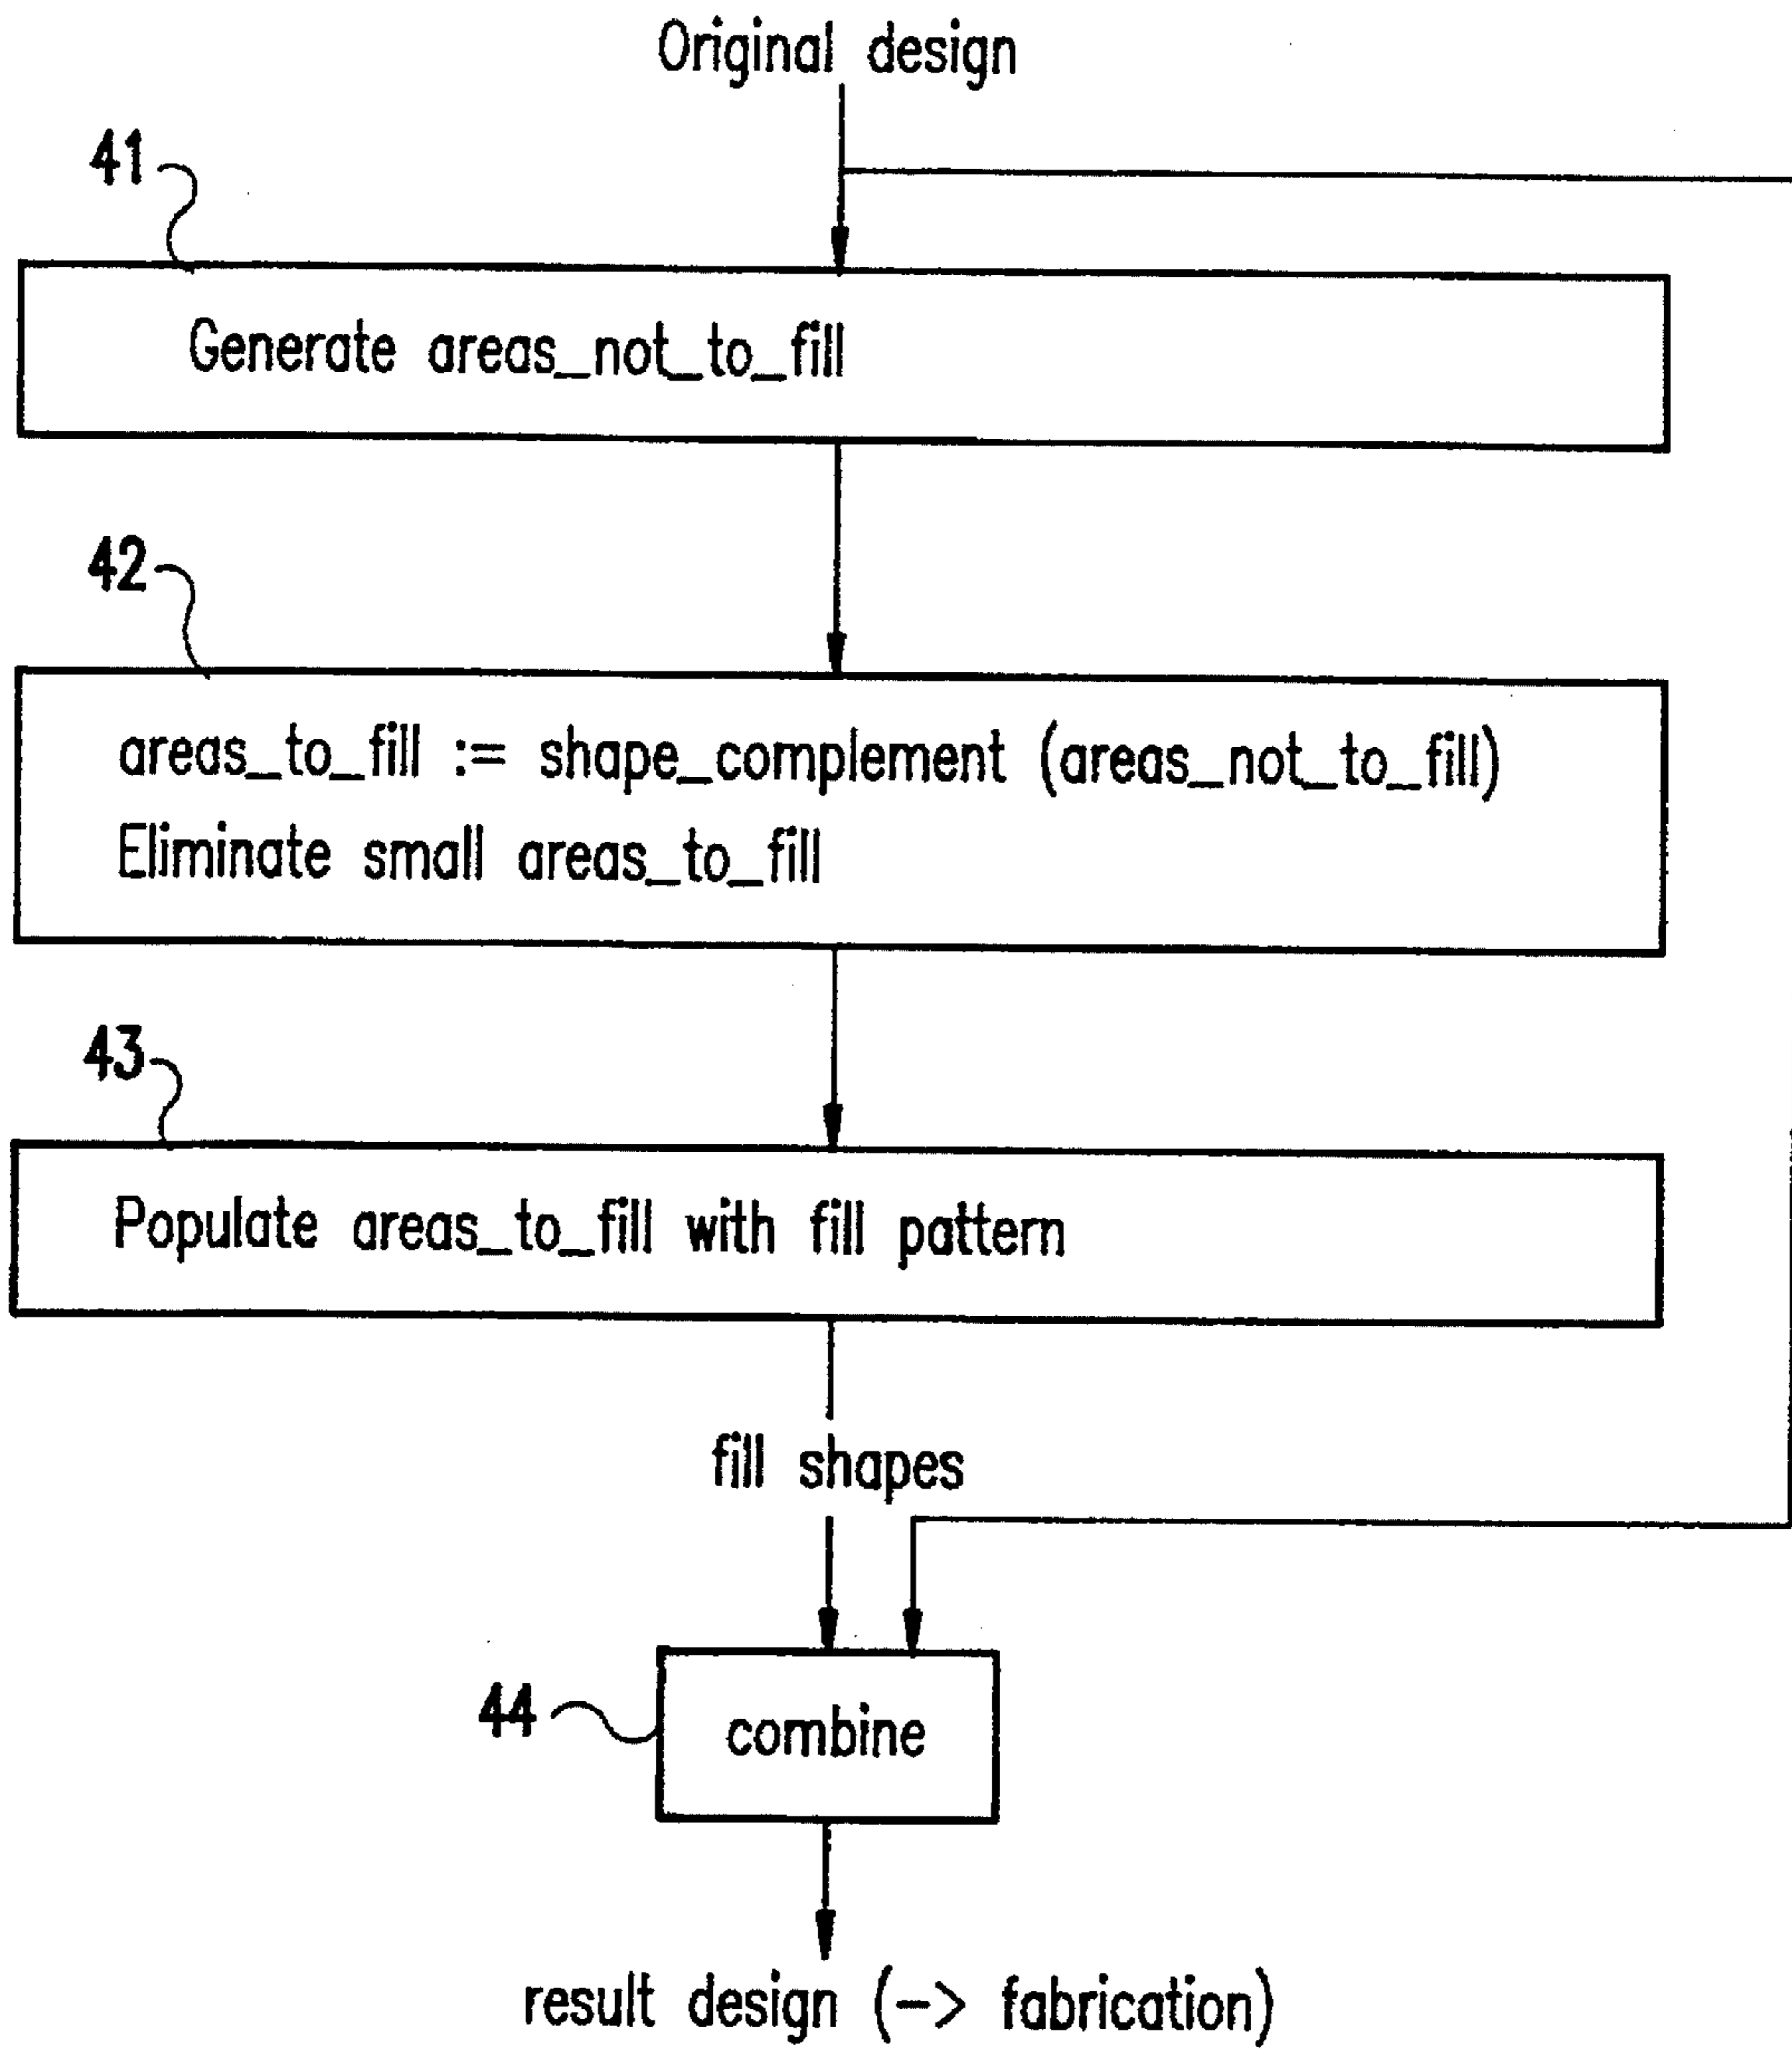 Original design
41
Generate areas_not_to_fill
42
areas_to_fill := shape_complement (areas_not_to_fill)
Eliminate small areas_to_fill
43
Populate areas_to_fill with fill pattern
fill shapes
44
combine
result design (-> fabrication)